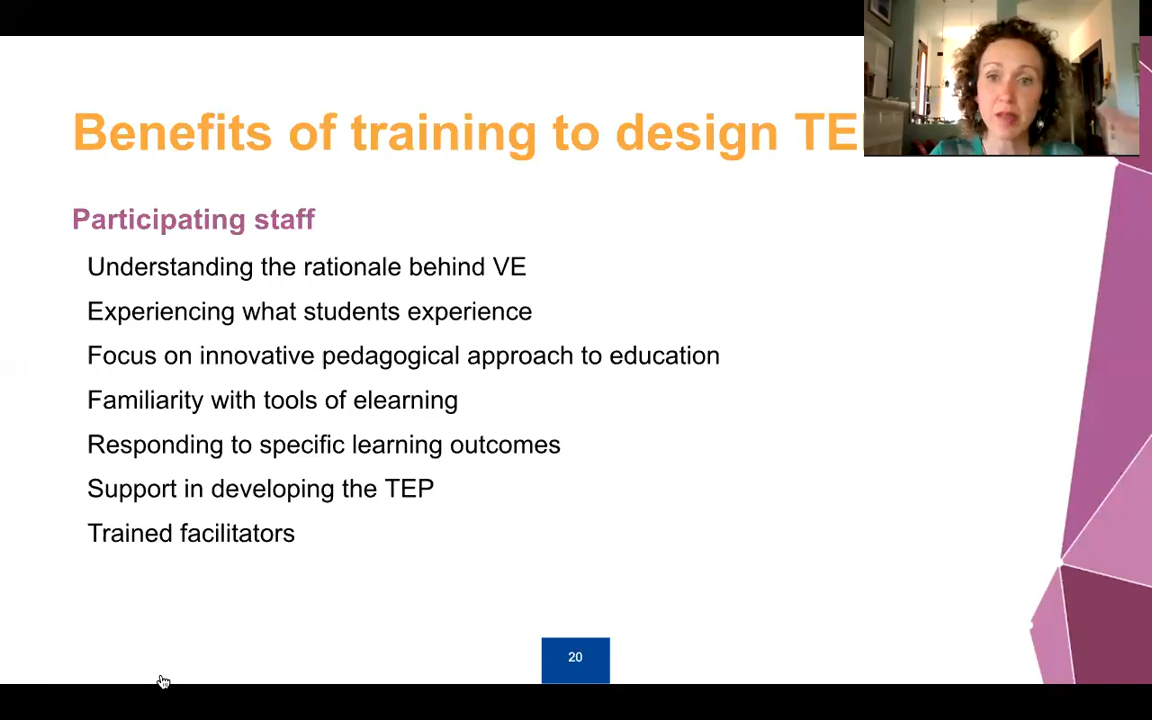 Benefits of training to design TE
Participating staff
Understanding the rationale behind VE
Experiencing what students experience
Focus on innovative pedagogical approach to education
Familiarity with tools of elearning
Responding to specific learning outcomes
Support in developing the TEP
Trained facilitators
20